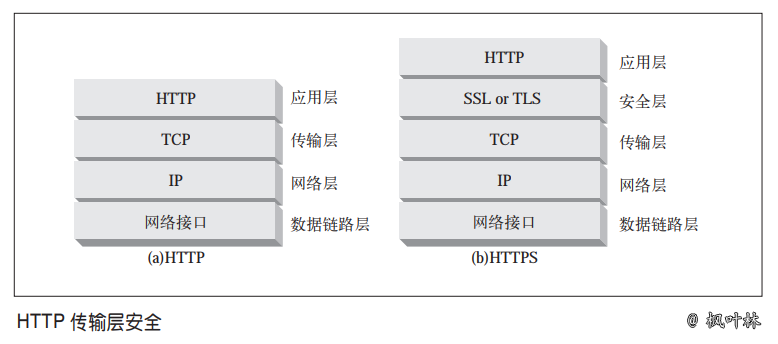 HTTP 应用层
TCP 传输层
IP 网络层
网络接口 数据链路层
(a)HTTP
HTTP 应用层
SSL or TLS 安全层
TCP 传输层
IP 网络层
网络接口 数据链路层
(b)HTTPS
HTTP 传输层安全
@ 枫叶林